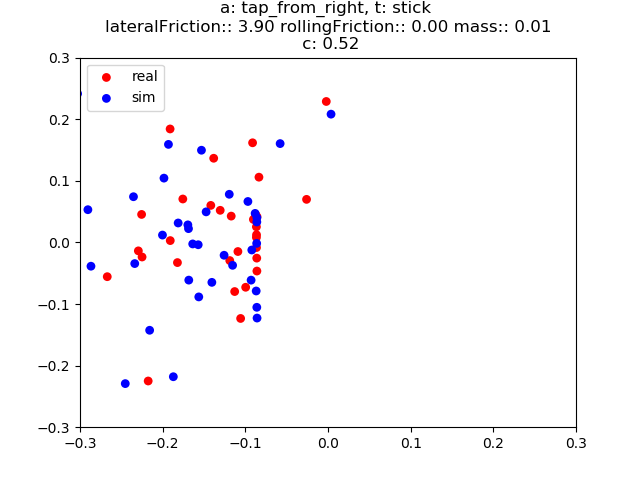 a: tap_from_right, t: stick
lateralFriction:: 3.90 rollingFriction:: 0.00 mass:: 0.01
c: 0.52
real
sim
0.3
0.2
0.1
0.0
−0.1
−0.2
−0.3
−0.3 −0.2 −0.1 0.0 0.1 0.2 0.3